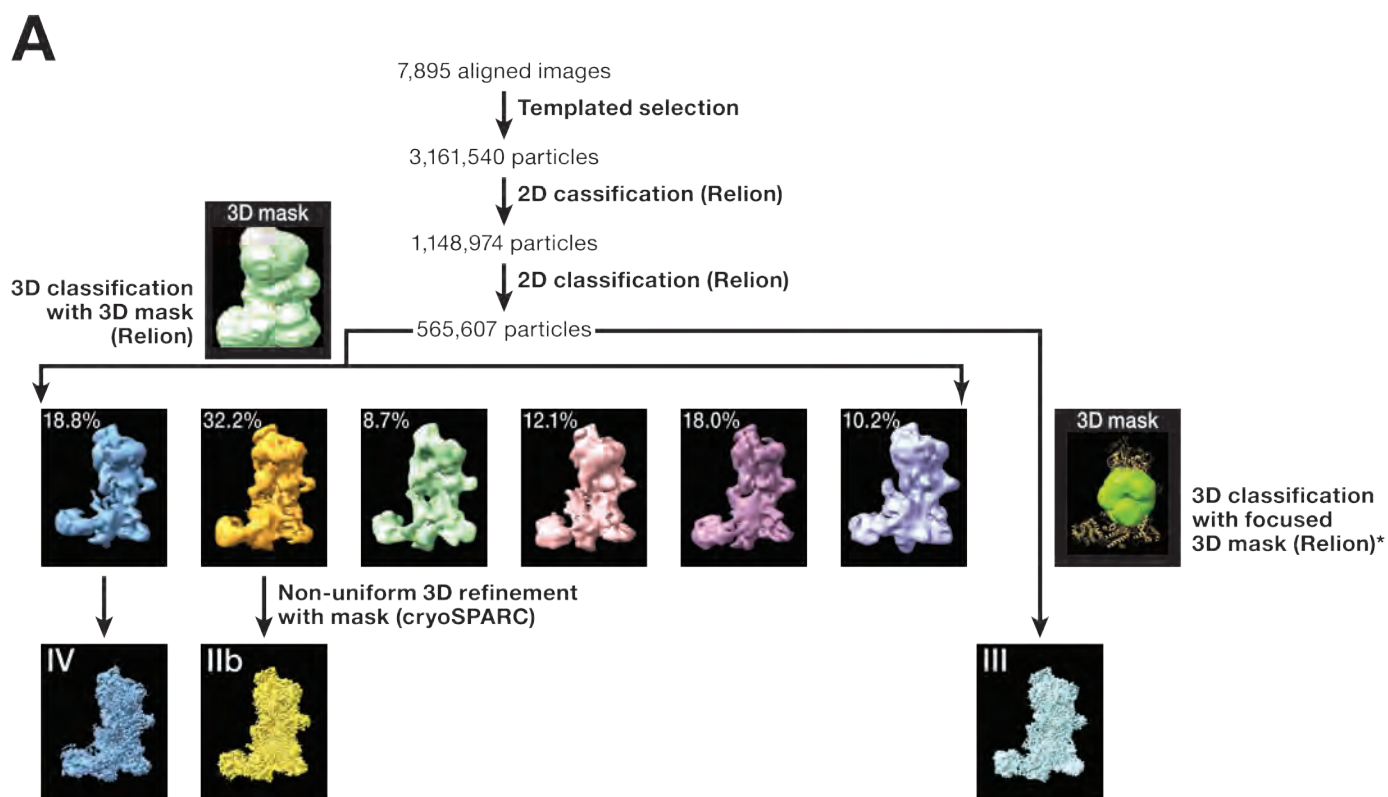 A
7,895 aligned images
Templated selection
3,161,540 particles
2D cassification (Relion)
1,148,974 particles
2D classification (Relion)
565,607 particles
3D mask
3D classification
with 3D mask
(Relion)
18.8%
32.2%
8.7%
12.1%
18.0%
10.2%
3D mask
3D classification
with focused
3D mask (Relion)*
Non-uniform 3D refinement
with mask (cryoSPARC)
IV
IIb
III